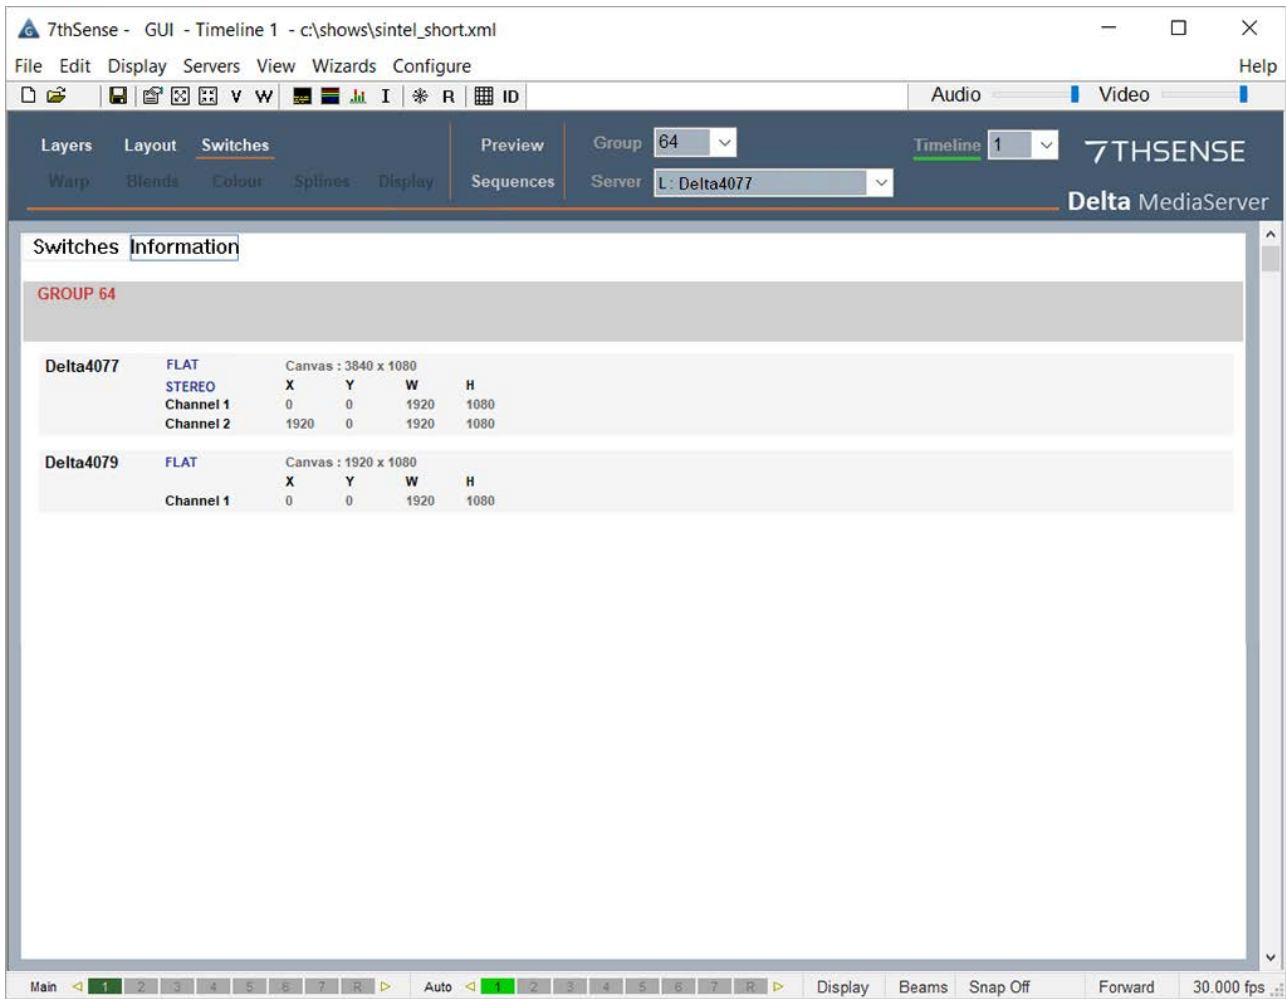 7thSense -   GUI  - Timeline 1  - c:\shows\sintel_short.xml
File Edit Display Servers View Wizards Configure Help
V W I R ID Audio Video
Layers Layout Switches Preview Group 64 Timeline 1 7THSENSE
Warp Blends Colour Splines Display Sequences Server L: Delta4077
Delta MediaServer
Switches Information
GROUP 64
Delta4077 FLAT Canvas : 3840 x 1080
STEREO X Y W H
Channel 1 0 0 1920 1080
Channel 2 1920 0 1920 1080
Delta4079 FLAT Canvas : 1920 x 1080
X Y W H
Channel 1 0 0 1920 1080
Main 1 2 3 4 5 6 7 R Auto 1 2 3 4 5 6 7 R Display Beams Snap Off Forward 30.000 fps